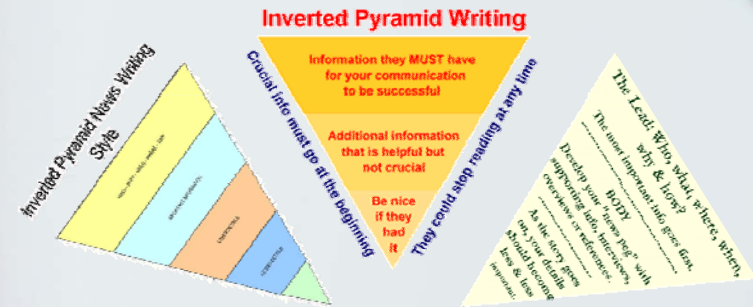 Inverted Pyramid Writing
Inverted Pyramid News Writing
Style
Crucial info must go at the beginning
Information they MUST have
for your communication
to be successful
Additional information
that is helpful but
not crucial
Be nice
if they
had
it
They could stop reading at any time
The Lead: Who, what, where, when,
why & how?
The most important info goes first.
BODY
Develop your "news peg" with
supporting info, interviews,
overviews or references.
As the story goes
on, your details
should become
less & less
important.